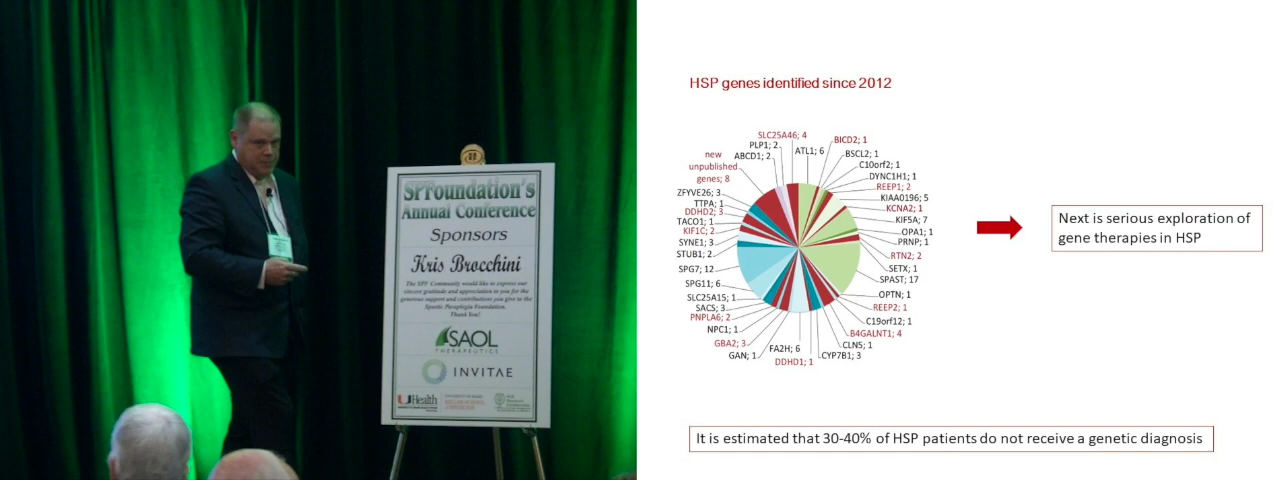 SPFoundation's
Annual Conference
Sponsors
Kris Brocchini
The SPF Community would like to express our
sincere gratitude and appreciation to you for the
generous support and contributions you give to the
Spastic Paraplegia Foundation.
Thank You!
SAOL
THERAPEUTICS
INVITAE
UHealth
HSP genes identified since 2012
SLC25A46; 4
PLP1; 2
ABCD1; 2
new
unpublished
genes; 8
ZFYVE26; 3
TTPA; 1
DDHD2; 3
TACO1; 1
KIF1C; 2
SYNE1; 3
STUB1; 2
SPG7; 12
SPG11; 6
SLC25A15; 1
SACS; 3
PNPLA6; 2
NPC1; 1
GBA2; 3
GAN; 1
FA2H; 6
DDHD1; 1
ATL1; 6
BICD2; 1
BSCL2; 1
C10orf2; 1
DYNC1H1; 1
REEP1; 2
KIAA0196; 5
KCNA2; 1
KIF5A; 7
OPA1; 1
PRNP; 1
RTN2; 2
SETX; 1
SPAST; 17
OPTN; 1
REEP2; 1
C19orf12; 1
B4GALNT1; 4
CLN5; 1
CYP7B1; 3
Next is serious exploration of
gene therapies in HSP
It is estimated that 30-40% of HSP patients do not receive a genetic diagnosis